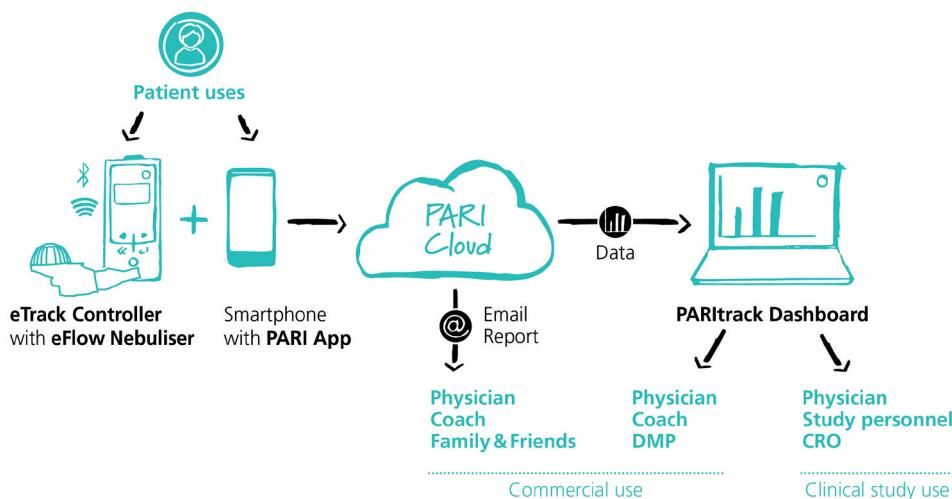 Patient uses
PARI
Cloud
Data
eTrack Controller
with eFlow Nebuliser
Smartphone
with PARI App
@
Email
Report
PARItrack Dashboard
Physician
Coach
Family & Friends
Physician
Coach
DMP
Physician
Study personnel
CRO
Commercial use
Clinical study use